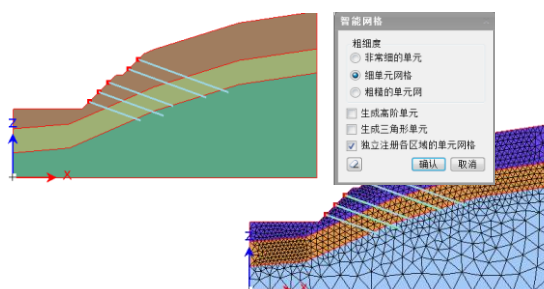 智能网格
粗细度
非常细的单元
细单元网格
粗糙的单元网
生成高阶单元
生成三角形单元
独立注册各区域的单元网格
确认 取消
Z
X
Z
X